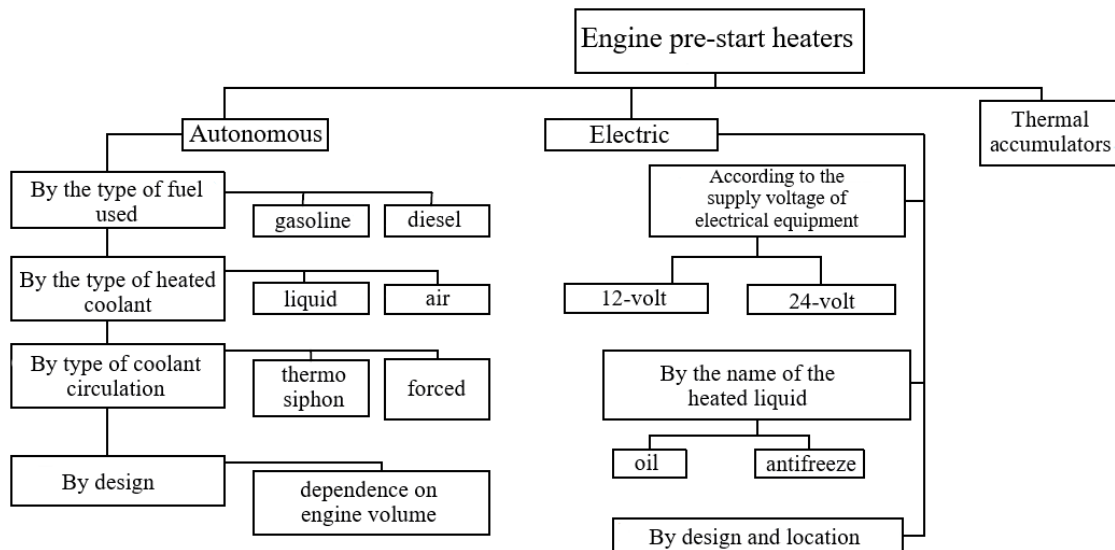 Engine pre-start heaters
Autonomous
Electric
Thermal
accumulators
By the type of fuel
used
gasoline
diesel
By the type of heated
coolant
liquid
air
By type of coolant
circulation
thermo
siphon
forced
By design
dependence on
engine volume
According to the
supply voltage of
electrical equipment
12-volt
24-volt
By the name of the
heated liquid
oil
antifreeze
By design and location